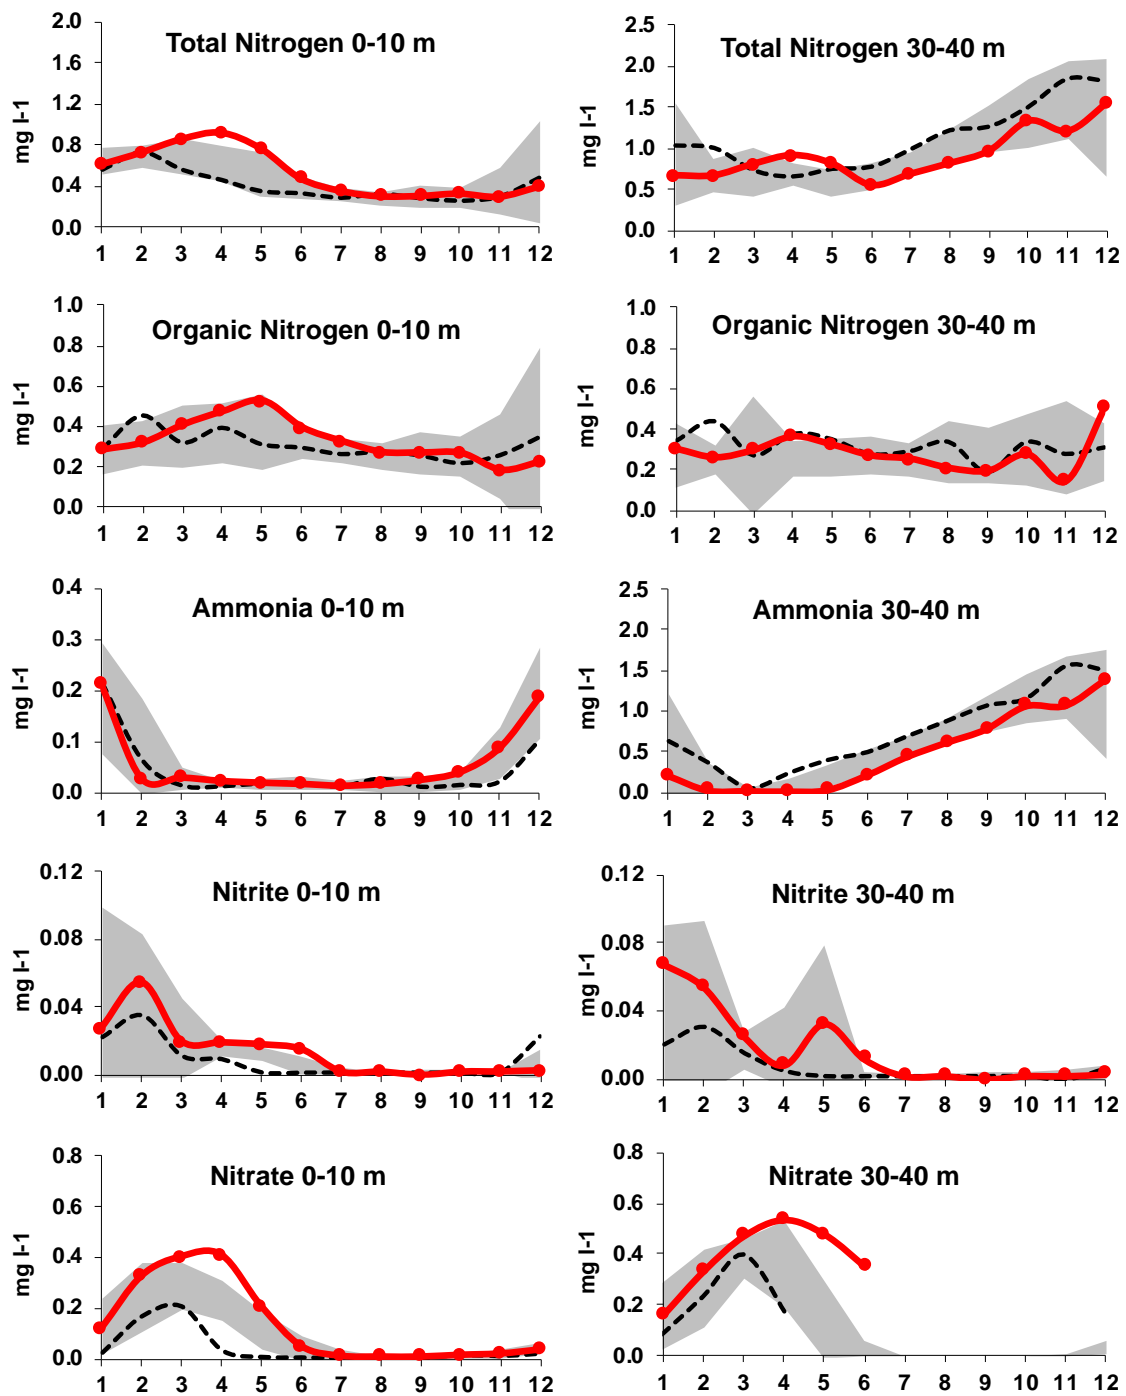 Total Nitrogen 0-10 m
mg l-1
2.0
1.6
1.2
0.8
0.4
0.0
1 2 3 4 5 6 7 8 9 10 11 12
Total Nitrogen 30-40 m
mg l-1
2.5
2.0
1.5
1.0
0.5
0.0
1 2 3 4 5 6 7 8 9 10 11 12
Organic Nitrogen 0-10 m
mg l-1
1.0
0.8
0.6
0.4
0.2
0.0
1 2 3 4 5 6 7 8 9 10 11 12
Organic Nitrogen 30-40 m
mg l-1
1.0
0.8
0.6
0.4
0.2
0.0
1 2 3 4 5 6 7 8 9 10 11 12
Ammonia 0-10 m
mg l-1
0.4
0.3
0.2
0.1
0.0
1 2 3 4 5 6 7 8 9 10 11 12
Ammonia 30-40 m
mg l-1
2.5
2.0
1.5
1.0
0.5
0.0
1 2 3 4 5 6 7 8 9 10 11 12
Nitrite 0-10 m
mg l-1
0.12
0.08
0.04
0.00
1 2 3 4 5 6 7 8 9 10 11 12
Nitrite 30-40 m
mg l-1
0.12
0.08
0.04
0.00
1 2 3 4 5 6 7 8 9 10 11 12
Nitrate 0-10 m
mg l-1
0.8
0.6
0.4
0.2
0.0
1 2 3 4 5 6 7 8 9 10 11 12
Nitrate 30-40 m
mg l-1
0.8
0.6
0.4
0.2
0.0
1 2 3 4 5 6 7 8 9 10 11 12